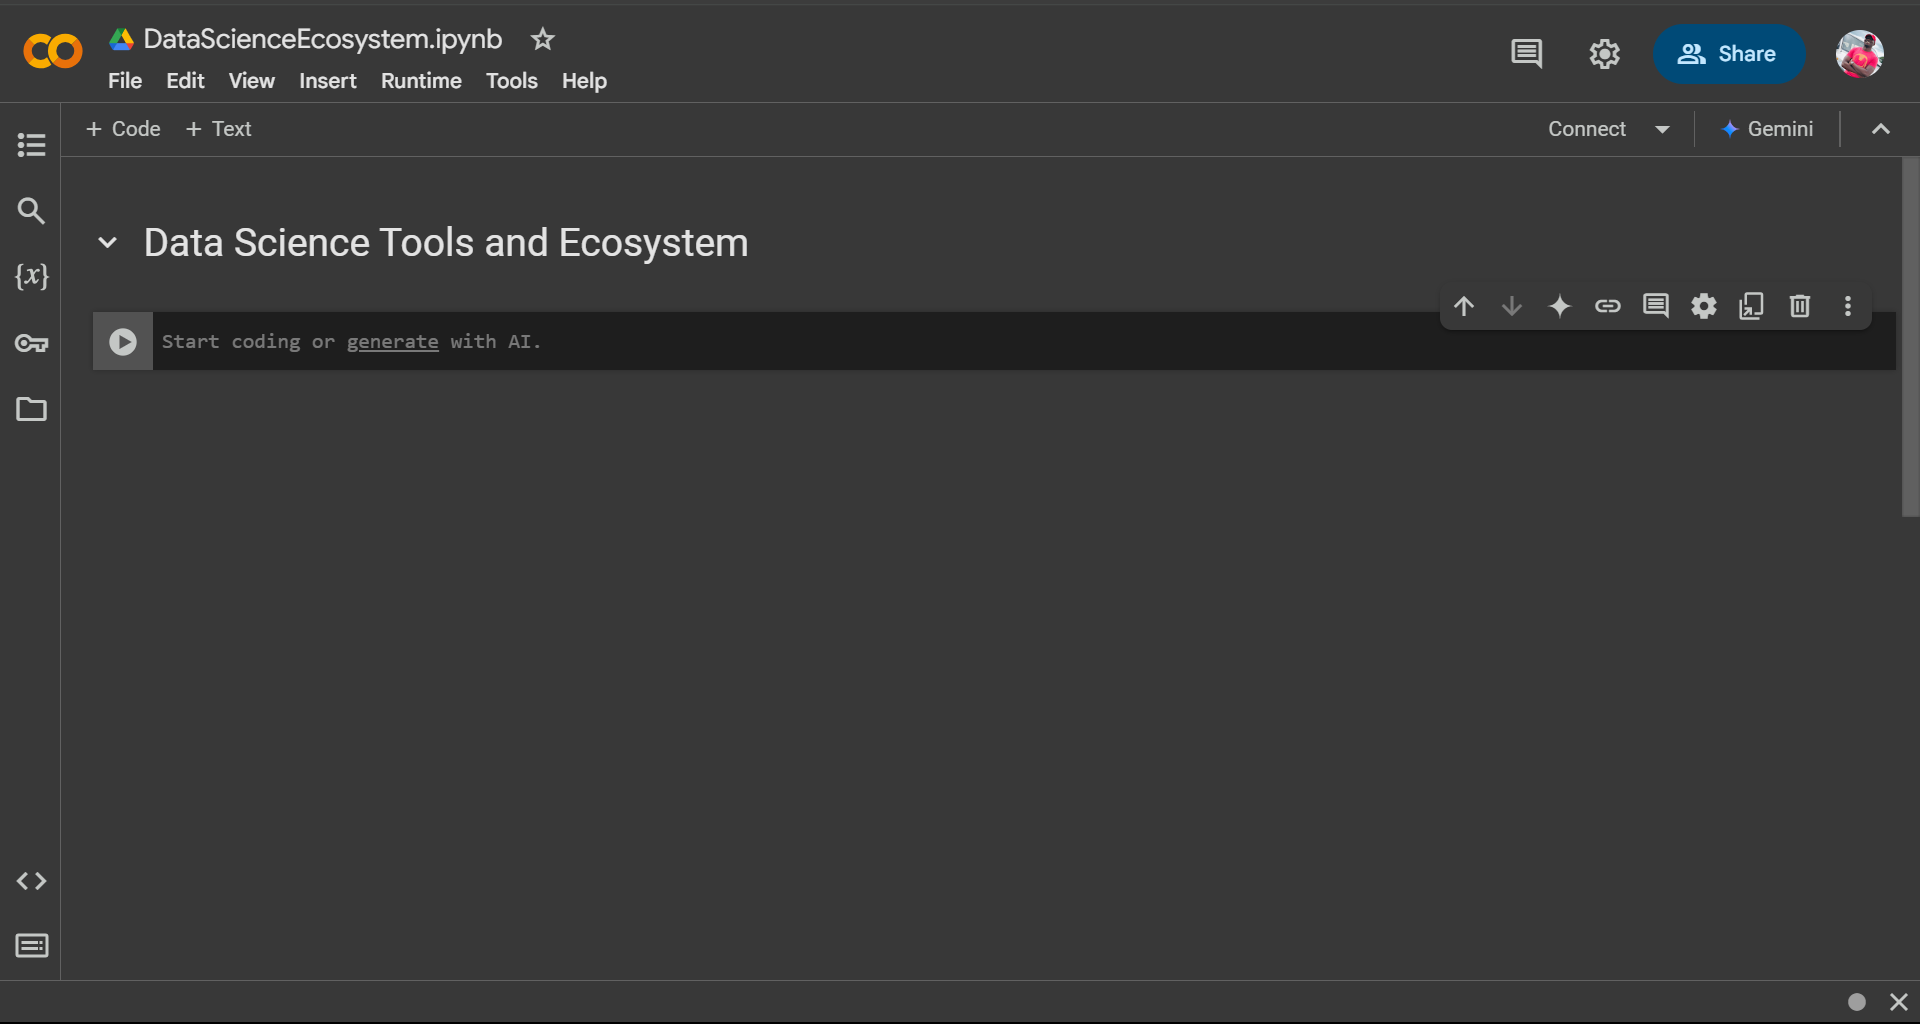 DataScienceEcosystem.ipynb
File Edit View Insert Runtime Tools Help
Share
+ Code + Text
Connect
Gemini
{x}
Data Science Tools and Ecosystem
Start coding or generate with AI.